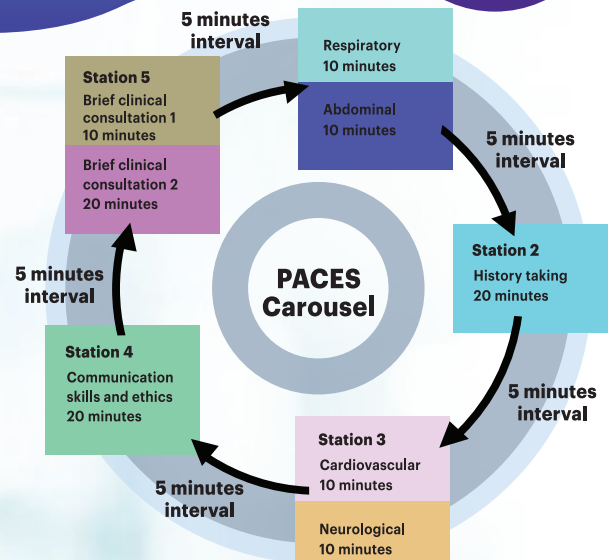 5 minutes
interval
Respiratory
10 minutes
Abdominal
10 minutes
5 minutes
interval
Station 2
History taking
20 minutes
5 minutes
interval
Station 3
Cardiovascular
10 minutes
Neurological
10 minutes
5 minutes
interval
Station 4
Communication
skills and ethics
20 minutes
5 minutes
interval
Station 5
Brief clinical
consultation 1
10 minutes
Brief clinical
consultation 2
20 minutes
PACES
Carousel